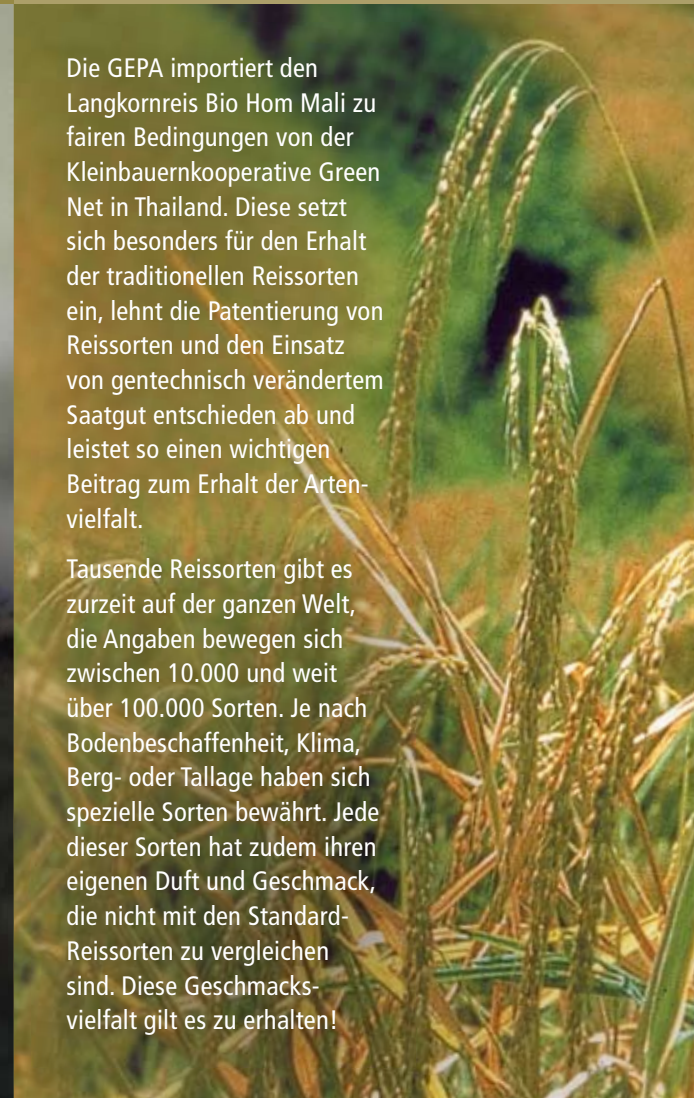 Die GEPA importiert den
Langkornreis Bio Hom Mali zu
fairen Bedingungen von der
Kleinbauernkooperative Green
Net in Thailand. Diese setzt
sich besonders für den Erhalt
der traditionellen Reissorten
ein, lehnt die Patentierung von
Reissorten und den Einsatz
von gentechnisch verändertem
Saatgut entschieden ab und
leistet so einen wichtigen
Beitrag zum Erhalt der Arten-
vielfalt.
Tausende Reissorten gibt es
zurzeit auf der ganzen Welt,
die Angaben bewegen sich
zwischen 10.000 und weit
über 100.000 Sorten. Je nach
Bodenbeschaffenheit, Klima,
Berg- oder Tallage haben sich
spezielle Sorten bewährt. Jede
dieser Sorten hat zudem ihren
eigenen Duft und Geschmack,
die nicht mit den Standard-
Reissorten zu vergleichen
sind. Diese Geschmacks-
vielfalt gilt es zu erhalten!